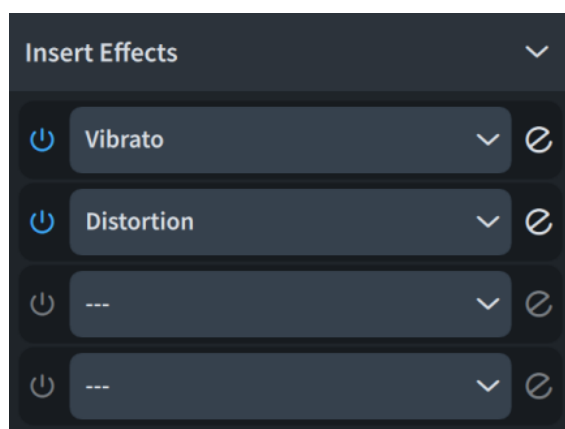 Insert Effects
Vibrato
Distortion
---
---